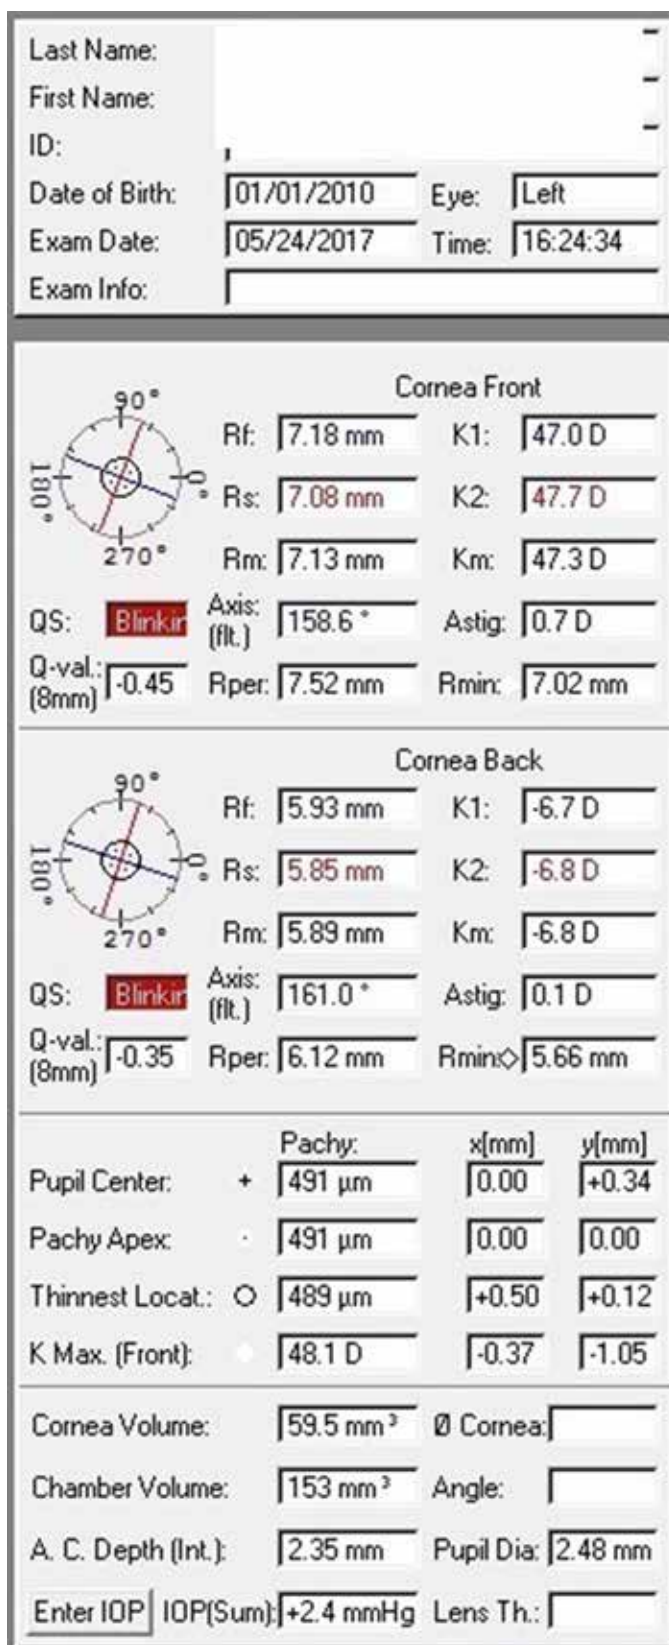 Last Name:
First Name:
ID:
Date of Birth: 01/01/2010 Eye: Left
Exam Date: 05/24/2017 Time: 16:24:34
Exam Info:
Cornea Front
90°
180°
0°
270°
Rf: 7.18 mm K1: 47.0 D
Rs: 7.08 mm K2: 47.7 D
Rm: 7.13 mm Km: 47.3 D
QS: Blinkin Axis: (flt.) 158.6 ° Astig: 0.7 D
Q-val.: (8mm) -0.45 Rper: 7.52 mm Rmin: 7.02 mm
Cornea Back
90°
180°
0°
270°
Rf: 5.93 mm K1: -6.7 D
Rs: 5.85 mm K2: -6.8 D
Rm: 5.89 mm Km: -6.8 D
QS: Blinkin Axis: (flt.) 161.0 ° Astig: 0.1 D
Q-val.: (8mm) -0.35 Rper: 6.12 mm Rmin: 5.66 mm
Pachy: x[mm] y[mm]
Pupil Center: + 491 µm 0.00 +0.34
Pachy Apex: 491 µm 0.00 0.00
Thinnest Locat.: O 489 µm +0.50 +0.12
K Max. (Front): 48.1 D -0.37 -1.05
Cornea Volume: 59.5 mm³ Ø Cornea:
Chamber Volume: 153 mm³ Angle:
A. C. Depth (Int.): 2.35 mm Pupil Dia: 2.48 mm
Enter IOP IOP(Sum): +2.4 mmHg Lens Th.: